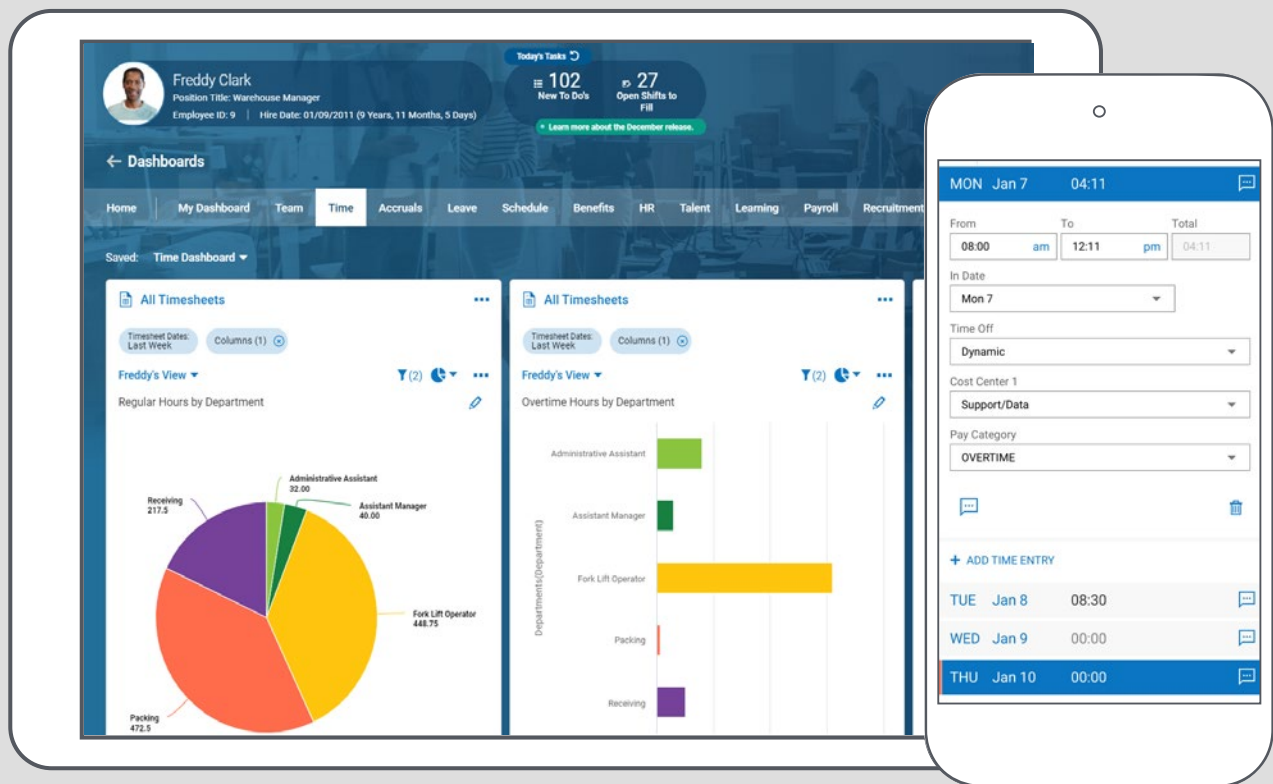 Today's Tasks
Freddy Clark
Position Title: Warehouse Manager
Employee ID: 9 | Hire Date: 01/09/2011 (9 Years, 11 Months, 5 Days)
102
New To Do's
27
Open Shifts to
Fill
Learn more about the December release.
Dashboards
Home My Dashboard Team Time Accruals Leave Schedule Benefits HR Talent Learning Payroll Recruitment
Saved: Time Dashboard
All Timesheets
Timesheet Dates:
Last Week
Columns (1)
Freddy's View
(2)
Regular Hours by Department
Administrative Assistant
32.00
Assistant Manager
40.00
Receiving
217.5
Fork Lift Operator
448.75
Packing
472.5
All Timesheets
Timesheet Dates:
Last Week
Columns (1)
Freddy's View
(2)
Overtime Hours by Department
Departments(Department)
Administrative Assistant
Assistant Manager
Fork Lift Operator
Packing
Receiving
MON Jan 7 04:11
From To Total
08:00 am 12:11 pm 04:11
In Date
Mon 7
Time Off
Dynamic
Cost Center 1
Support/Data
Pay Category
OVERTIME
+ ADD TIME ENTRY
TUE Jan 8 08:30
WED Jan 9 00:00
THU Jan 10 00:00